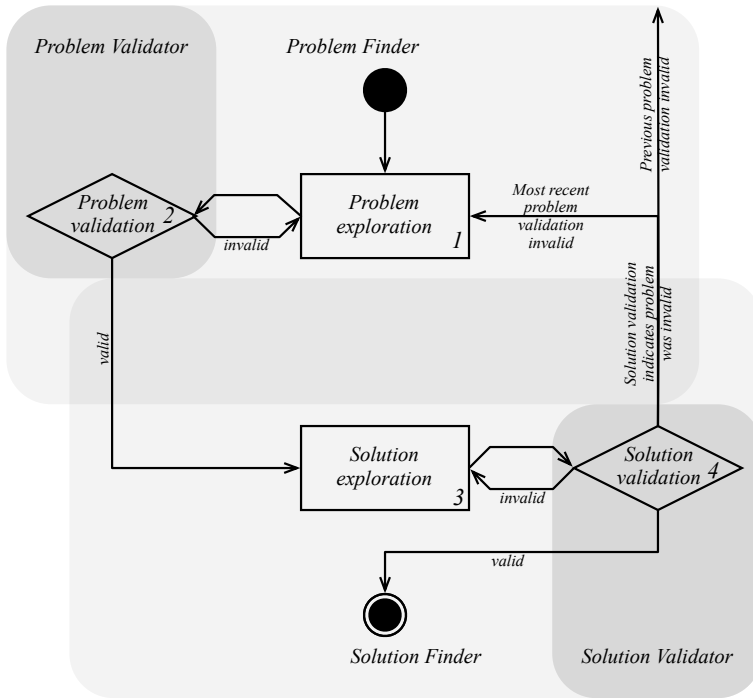 Problem Validator
Problem Finder
Previous problem
validation invalid
Problem
validation
2
Problem
exploration
1
invalid
Most recent
problem
validation
invalid
valid
Solution validation
indicates problem
was invalid
Solution
exploration
3
invalid
Solution
validation
4
valid
Solution Finder
Solution Validator